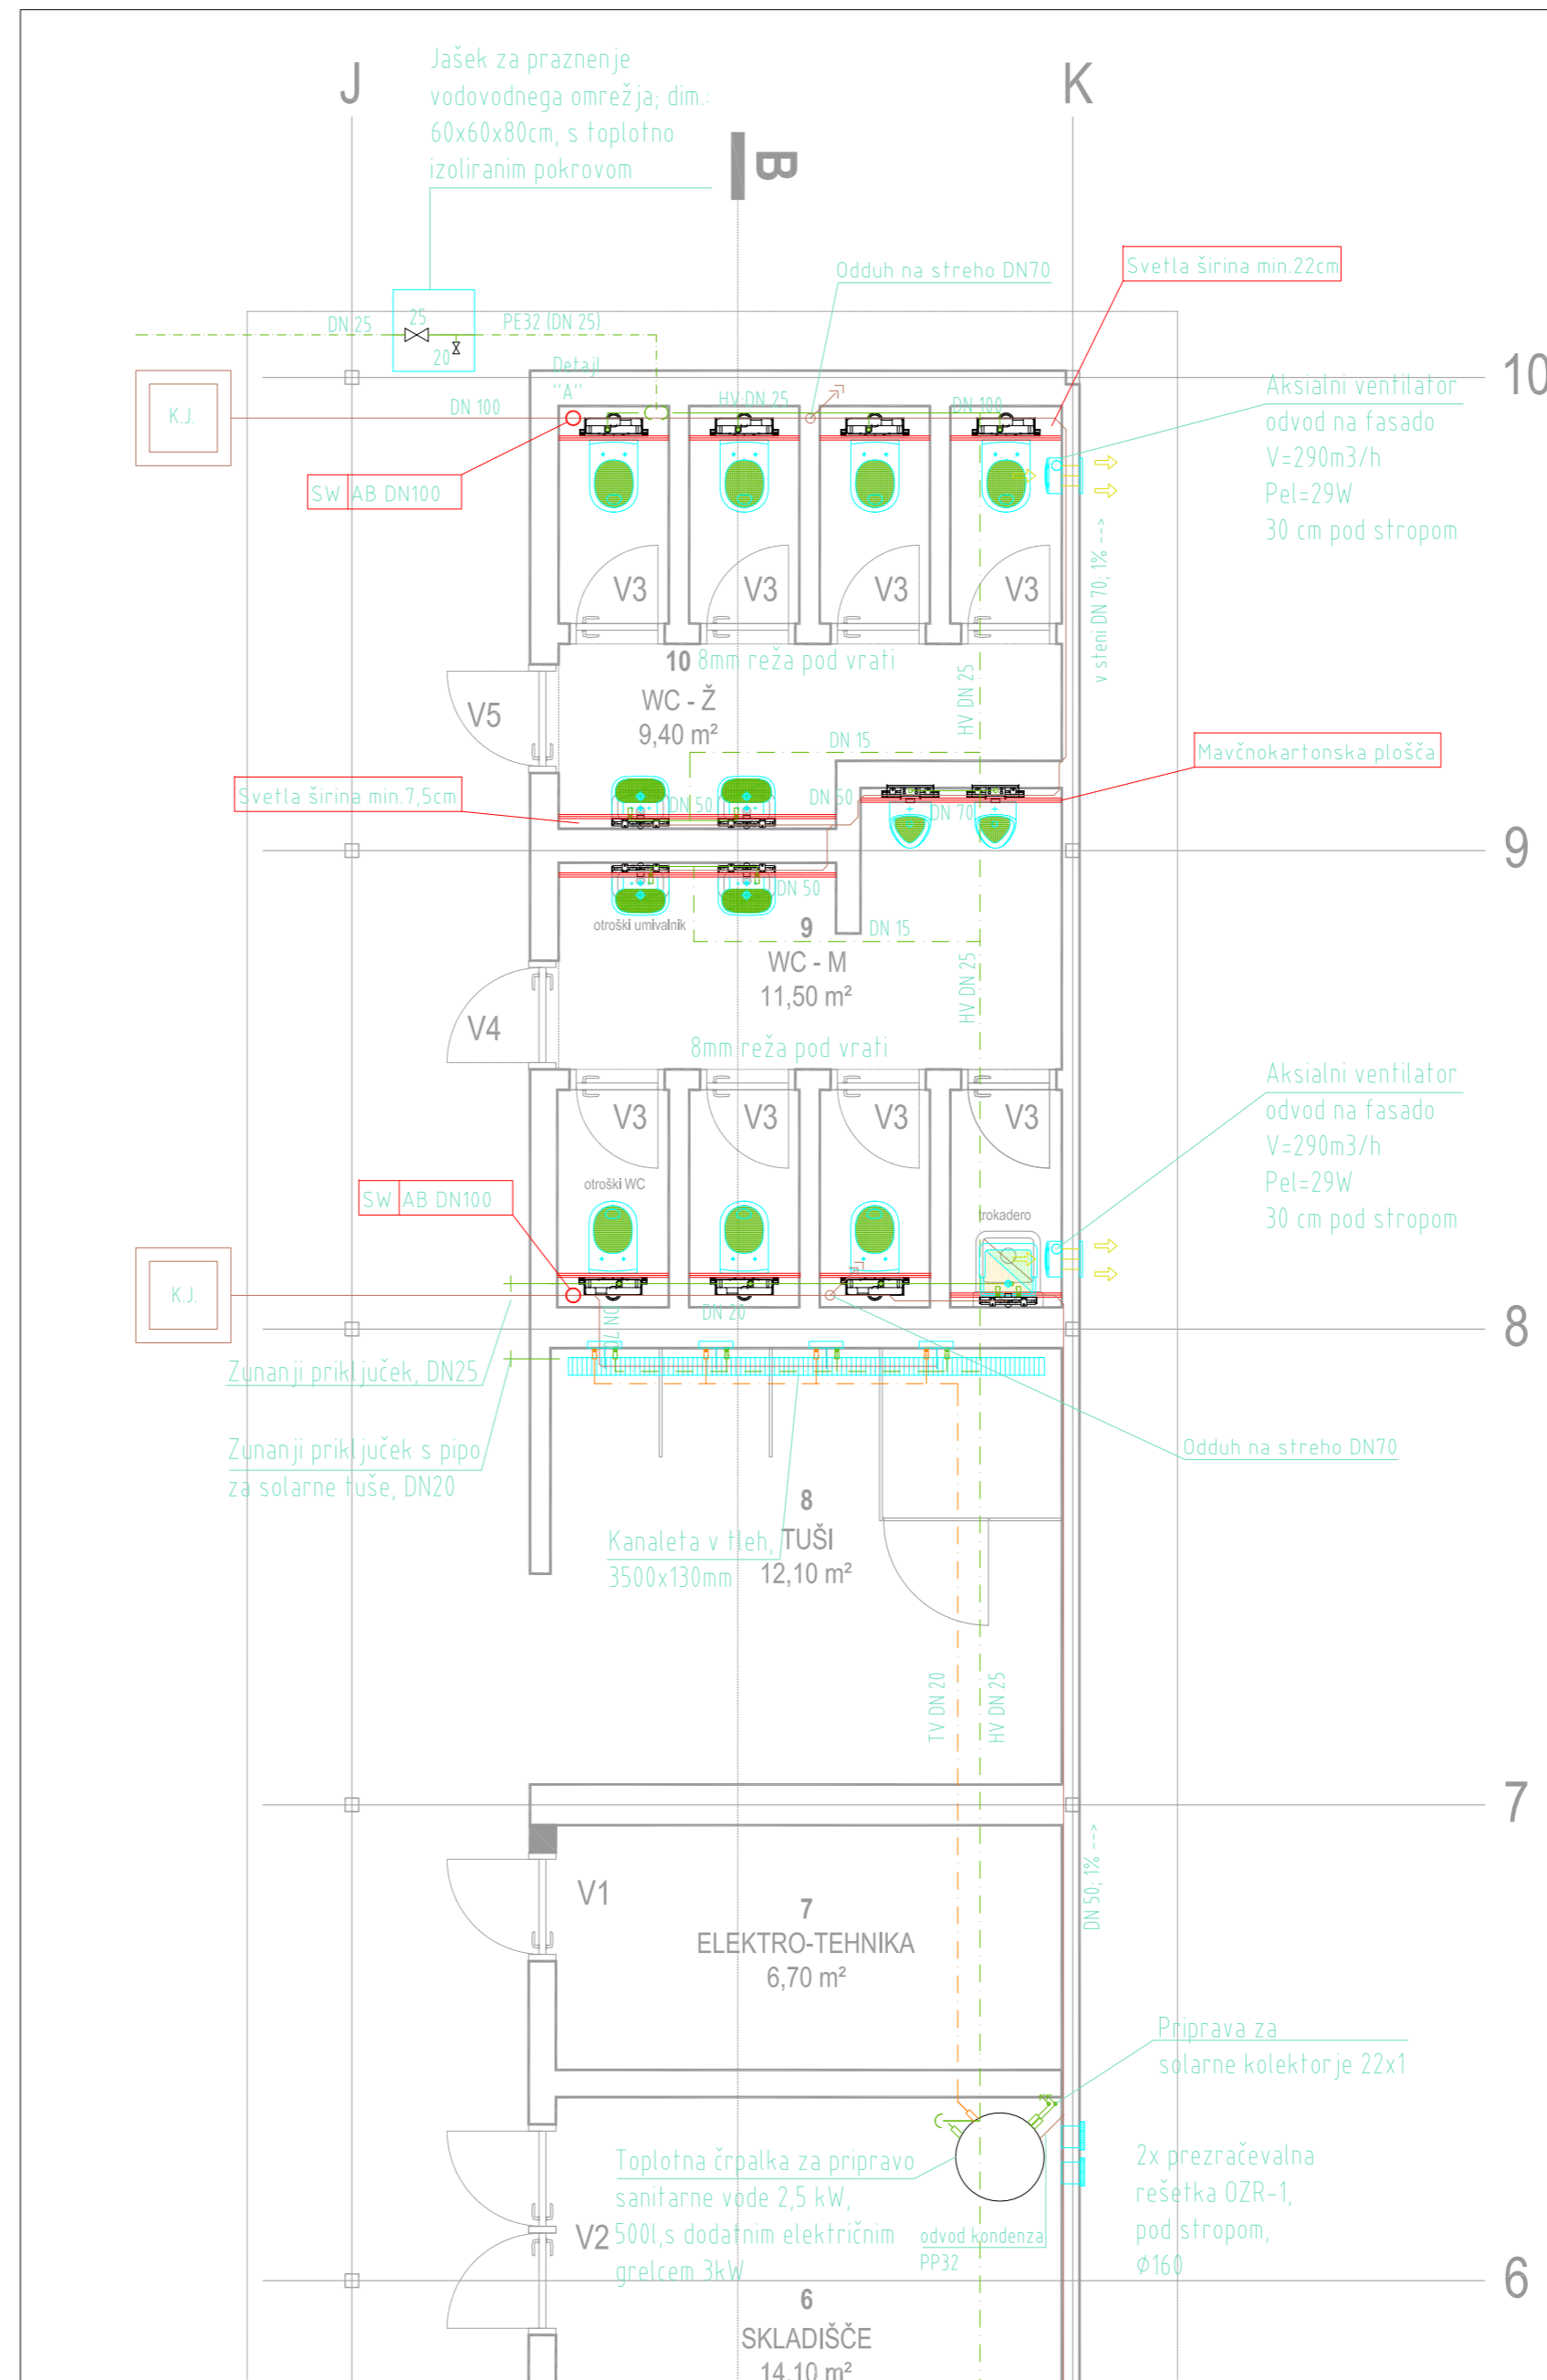 Jašek za praznenje
vodovodnega omrežja; dim.:
60x60x80cm, s toplotno
izoliranim pokrovom
J
K
B
Odduh na streho DN70
Svetla širina min.22cm
DN 25
25
20
PE32 (DN 25)
Detajl
"A"
10
K.J.
DN 100
HV DN 25
DN 100
Aksialni ventilator
odvod na fasado
V=290m3/h
Pel=29W
30 cm pod stropom
SW AB DN100
V3
V3
V3
V3
v steni DN 70; 1% -->
10 8mm reža pod vrati
WC - Ž
9,40 m²
V5
HV DN 25
DN 15
Mavčnokartonska plošča
Svetla širina min.7,5cm
DN 50
DN 50
DN 70
9
DN 50
otroški umivalnik
9
DN 15
WC - M
11,50 m²
HV DN 25
V4
8mm reža pod vrati
Aksialni ventilator
odvod na fasado
V=290m3/h
Pel=29W
30 cm pod stropom
V3
V3
V3
V3
otroški WC
SW AB DN100
trokadero
K.J.
DN 70
DN 20
8
Zunanji priključek, DN25
Zunanji priključek s pipo
za solarne tuše, DN20
Odduh na streho DN70
8
TUŠI
12,10 m²
Kanaleta v tleh,
3500x130mm
TV DN 20
HV DN 25
7
V1
7
ELEKTRO-TEHNIKA
6,70 m²
DN 50; 1% -->
Priprava za
solarne kolektorje 22x1
Toplotna črpalka za pripravo
sanitarne vode 2,5 kW,
500l,s dodatnim električnim
grelcem 3kW
V2
odvod kondenza
PP32
2x prezračevalna
rešetka OZR-1,
pod stropom,
Φ160
6
6
SKLADIŠČE
14,10 m²